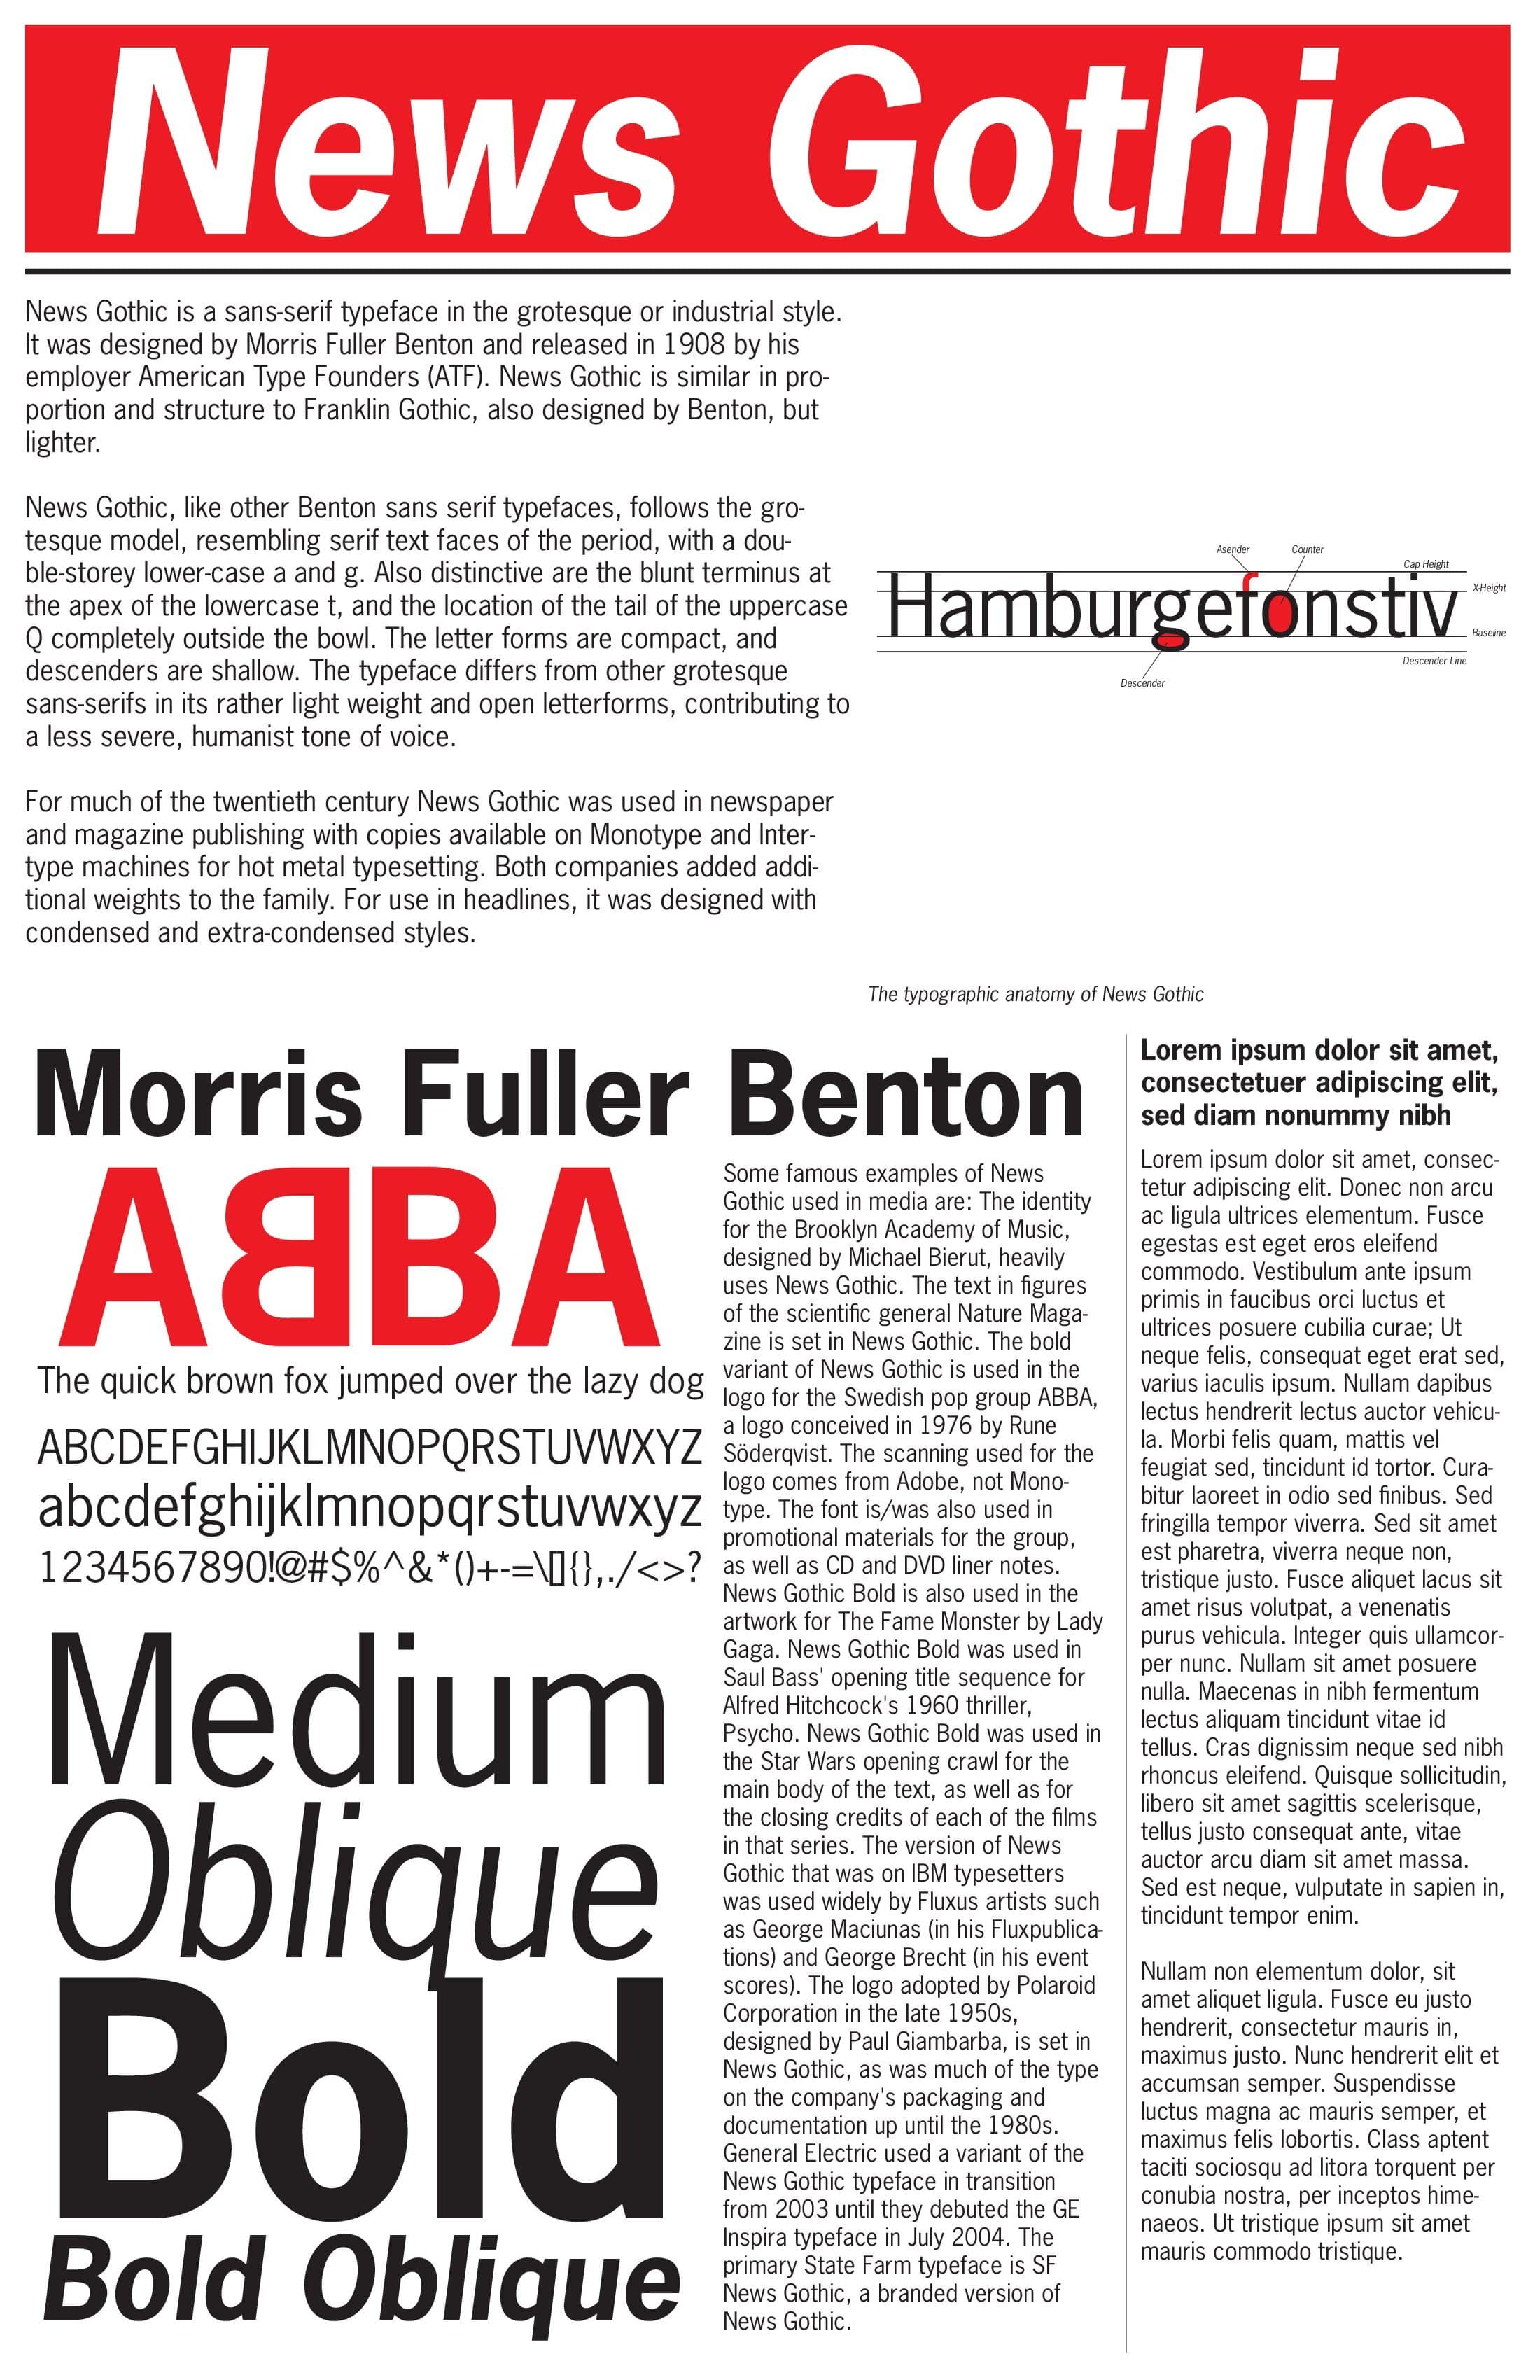 News Gothic
News Gothic is a sans-serif typeface in the grotesque or industrial style.
It was designed by Morris Fuller Benton and released in 1908 by his
employer American Type Founders (ATF). News Gothic is similar in pro-
portion and structure to Franklin Gothic, also designed by Benton, but
lighter.
News Gothic, like other Benton sans serif typefaces, follows the gro-
tesque model, resembling serif text faces of the period, with a dou-
ble-storey lower-case a and g. Also distinctive are the blunt terminus at
the apex of the lowercase t, and the location of the tail of the uppercase
Q completely outside the bowl. The letter forms are compact, and
descenders are shallow. The typeface differs from other grotesque
sans-serifs in its rather light weight and open letterforms, contributing to
a less severe, humanist tone of voice.
For much of the twentieth century News Gothic was used in newspaper
and magazine publishing with copies available on Monotype and Inter-
type machines for hot metal typesetting. Both companies added addi-
tional weights to the family. For use in headlines, it was designed with
condensed and extra-condensed styles.
Asender
Counter
Cap Height
X-Height
Hamburgefonstiv
Baseline
Descender Line
Descender
The typographic anatomy of News Gothic
Morris Fuller Benton
ABBA
The quick brown fox jumped over the lazy dog
ABCDEFGHIJKLMNOPQRSTUVWXYZ
abcdefghijklmnopqrstuvwxyz
1234567890!@#$%^&*()+-=\[]{},./<>?
Medium
Oblique
Bold
Bold Oblique
Some famous examples of News
Gothic used in media are: The identity
for the Brooklyn Academy of Music,
designed by Michael Bierut, heavily
uses News Gothic. The text in figures
of the scientific general Nature Maga-
zine is set in News Gothic. The bold
variant of News Gothic is used in the
logo for the Swedish pop group ABBA,
a logo conceived in 1976 by Rune
Söderqvist. The scanning used for the
logo comes from Adobe, not Mono-
type. The font is/was also used in
promotional materials for the group,
as well as CD and DVD liner notes.
News Gothic Bold is also used in the
artwork for The Fame Monster by Lady
Gaga. News Gothic Bold was used in
Saul Bass' opening title sequence for
Alfred Hitchcock's 1960 thriller,
Psycho. News Gothic Bold was used in
the Star Wars opening crawl for the
main body of the text, as well as for
the closing credits of each of the films
in that series. The version of News
Gothic that was on IBM typesetters
was used widely by Fluxus artists such
as George Maciunas (in his Fluxpublica-
tions) and George Brecht (in his event
scores). The logo adopted by Polaroid
Corporation in the late 1950s,
designed by Paul Giambarba, is set in
News Gothic, as was much of the type
on the company's packaging and
documentation up until the 1980s.
General Electric used a variant of the
News Gothic typeface in transition
from 2003 until they debuted the GE
Inspira typeface in July 2004. The
primary State Farm typeface is SF
News Gothic, a branded version of
News Gothic.
Lorem ipsum dolor sit amet,
consectetuer adipiscing elit,
sed diam nonummy nibh
Lorem ipsum dolor sit amet, consec-
tetur adipiscing elit. Donec non arcu
ac ligula ultrices elementum. Fusce
egestas est eget eros eleifend
commodo. Vestibulum ante ipsum
primis in faucibus orci luctus et
ultrices posuere cubilia curae; Ut
neque felis, consequat eget erat sed,
varius iaculis ipsum. Nullam dapibus
lectus hendrerit lectus auctor vehicu-
la. Morbi felis quam, mattis vel
feugiat sed, tincidunt id tortor. Cura-
bitur laoreet in odio sed finibus. Sed
fringilla tempor viverra. Sed sit amet
est pharetra, viverra neque non,
tristique justo. Fusce aliquet lacus sit
amet risus volutpat, a venenatis
purus vehicula. Integer quis ullamcor-
per nunc. Nullam sit amet posuere
nulla. Maecenas in nibh fermentum
lectus aliquam tincidunt vitae id
tellus. Cras dignissim neque sed nibh
rhoncus eleifend. Quisque sollicitudin,
libero sit amet sagittis scelerisque,
tellus justo consequat ante, vitae
auctor arcu diam sit amet massa.
Sed est neque, vulputate in sapien in,
tincidunt tempor enim.
Nullam non elementum dolor, sit
amet aliquet ligula. Fusce eu justo
hendrerit, consectetur mauris in,
maximus justo. Nunc hendrerit elit et
accumsan semper. Suspendisse
luctus magna ac mauris semper, et
maximus felis lobortis. Class aptent
taciti sociosqu ad litora torquent per
conubia nostra, per inceptos hime-
naeos. Ut tristique ipsum sit amet
mauris commodo tristique.